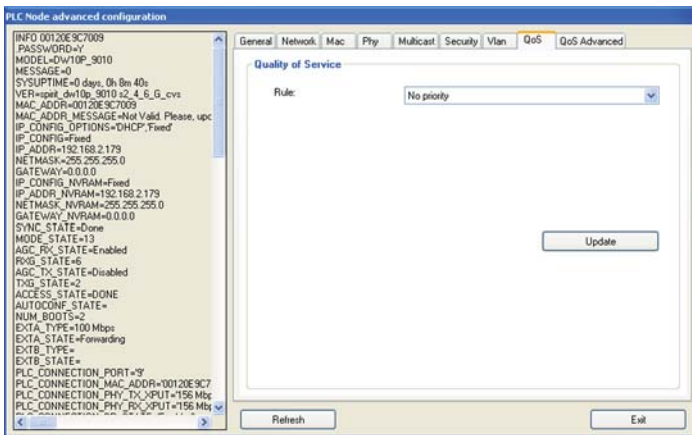 PLC Node advanced configuration
INFO 00120E9C7009
.PASSWORD=Y
MODEL=DW10P_9010
MESSAGE=0
SYSUPTIME=0 days, 0h 8m 40s
VER=spirit_dw10p_9010 s2_4_6_G_cvs
MAC_ADDR=00120E9C7009
MAC_ADDR_MESSAGE=Not Valid. Please, upc
IP_CONFIG_OPTIONS='DHCP','Fixed'
IP_CONFIG=Fixed
IP_ADDR=192.168.2.179
NETMASK=255.255.255.0
GATEWAY=0.0.0.0
IP_CONFIG_NVRAM=Fixed
IP_ADDR_NVRAM=192.168.2.179
NETMASK_NVRAM=255.255.255.0
GATEWAY_NVRAM=0.0.0.0
SYNC_STATE=Done
MODE_STATE=13
AGC_RX_STATE=Enabled
RXG_STATE=6
AGC_TX_STATE=Disabled
TXG_STATE=2
ACCESS_STATE=DONE
AUTOCONF_STATE=
NUM_BOOTS=2
EXTA_TYPE=100 Mbps
EXTA_STATE=Forwarding
EXTB_TYPE=
EXTB_STATE=
PLC_CONNECTION_PORT='9'
PLC_CONNECTION_MAC_ADDR='00120E9C7
PLC_CONNECTION_PHY_TX_XPUT='156 Mbp
PLC_CONNECTION_PHY_RX_XPUT='156 Mbp
General Network Mac Phy Multicast Security Vlan QoS QoS Advanced
Quality of Service
Rule: No priority
Update
Refresh Exit